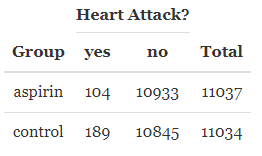 Heart Attack?
Group yes no Total
aspirin 104 10933 11037
control 189 10845 11034